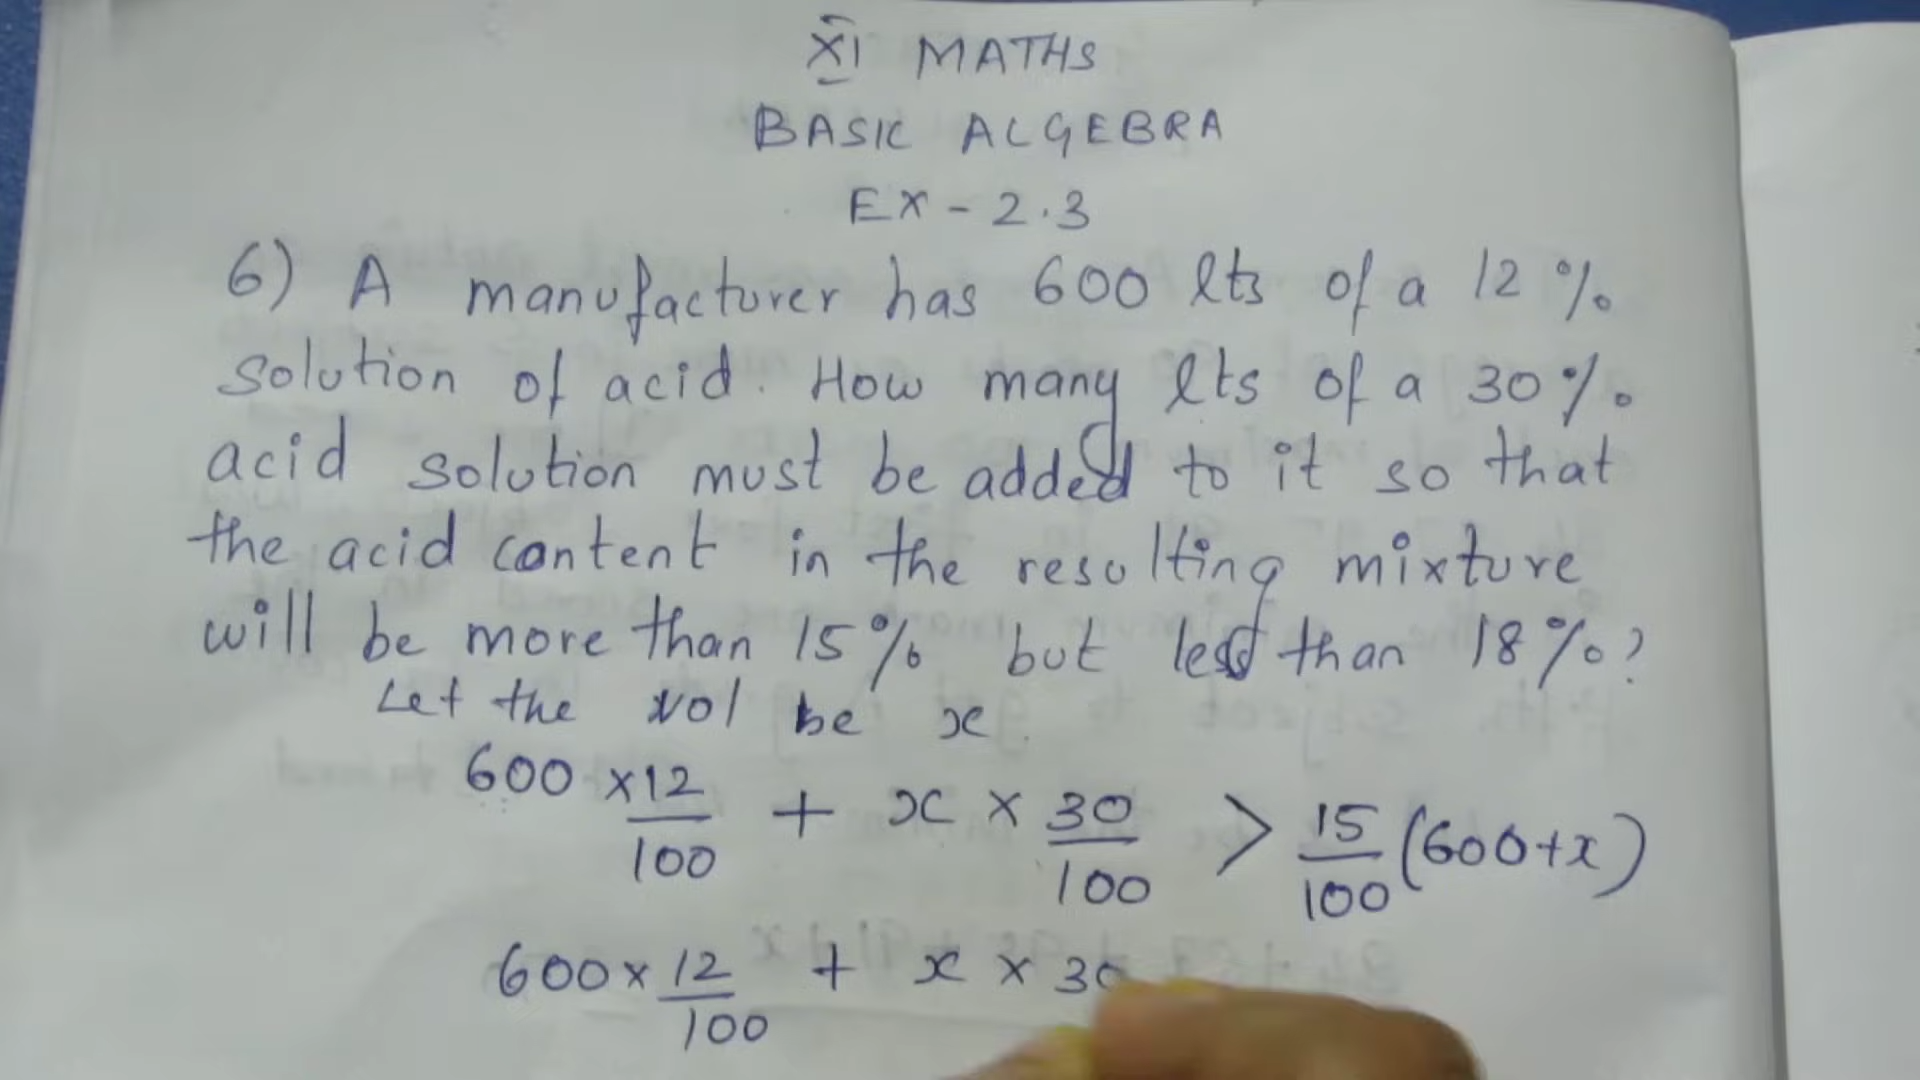 XI MATHS
BASIC ALGEBRA
EX - 2.3
6) A manufacturer has 600 lts of a 12 %
solution of acid. How many lts of a 30 %
acid solution must be added to it so that
the acid content in the resulting mixture
will be more than 15% but less than 18%?
Let the vol be x.
600 × 12/100 + x × 30/100 > 15/100 (600+x)
600 × 12/100 + x × 30